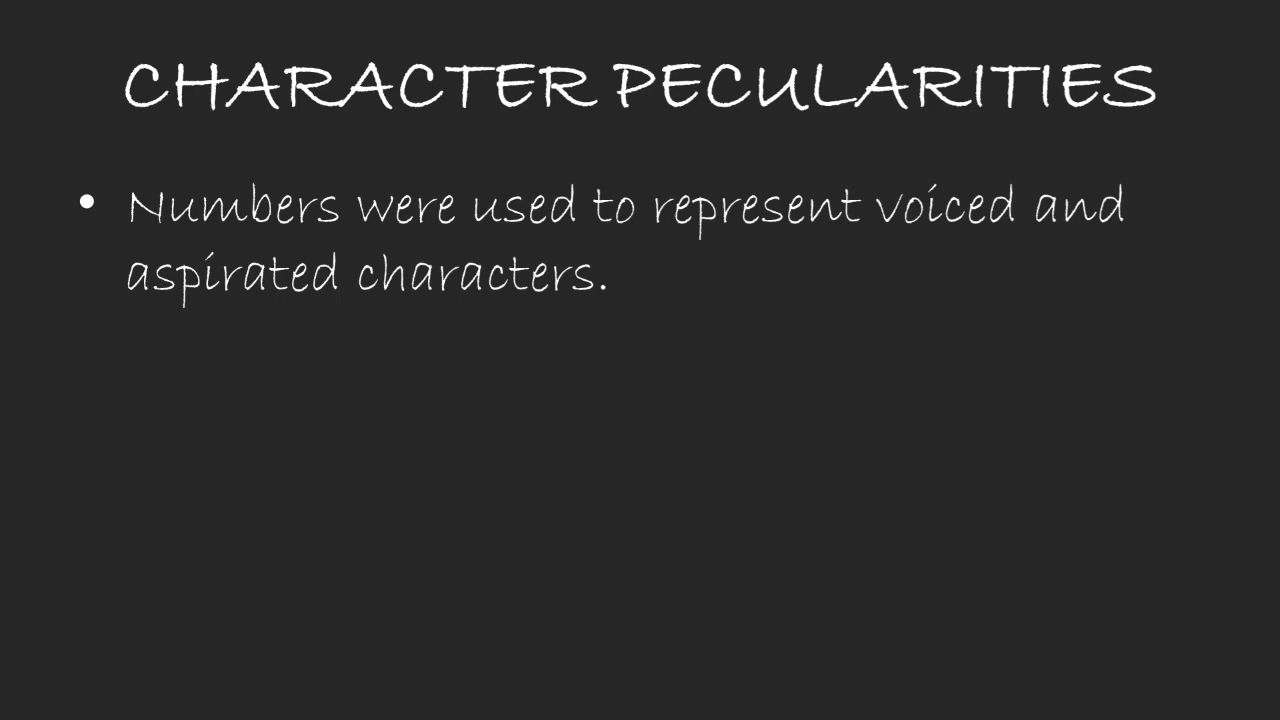 CHARACTER PECULARITIES
• Numbers were used to represent voiced and
aspirated characters.